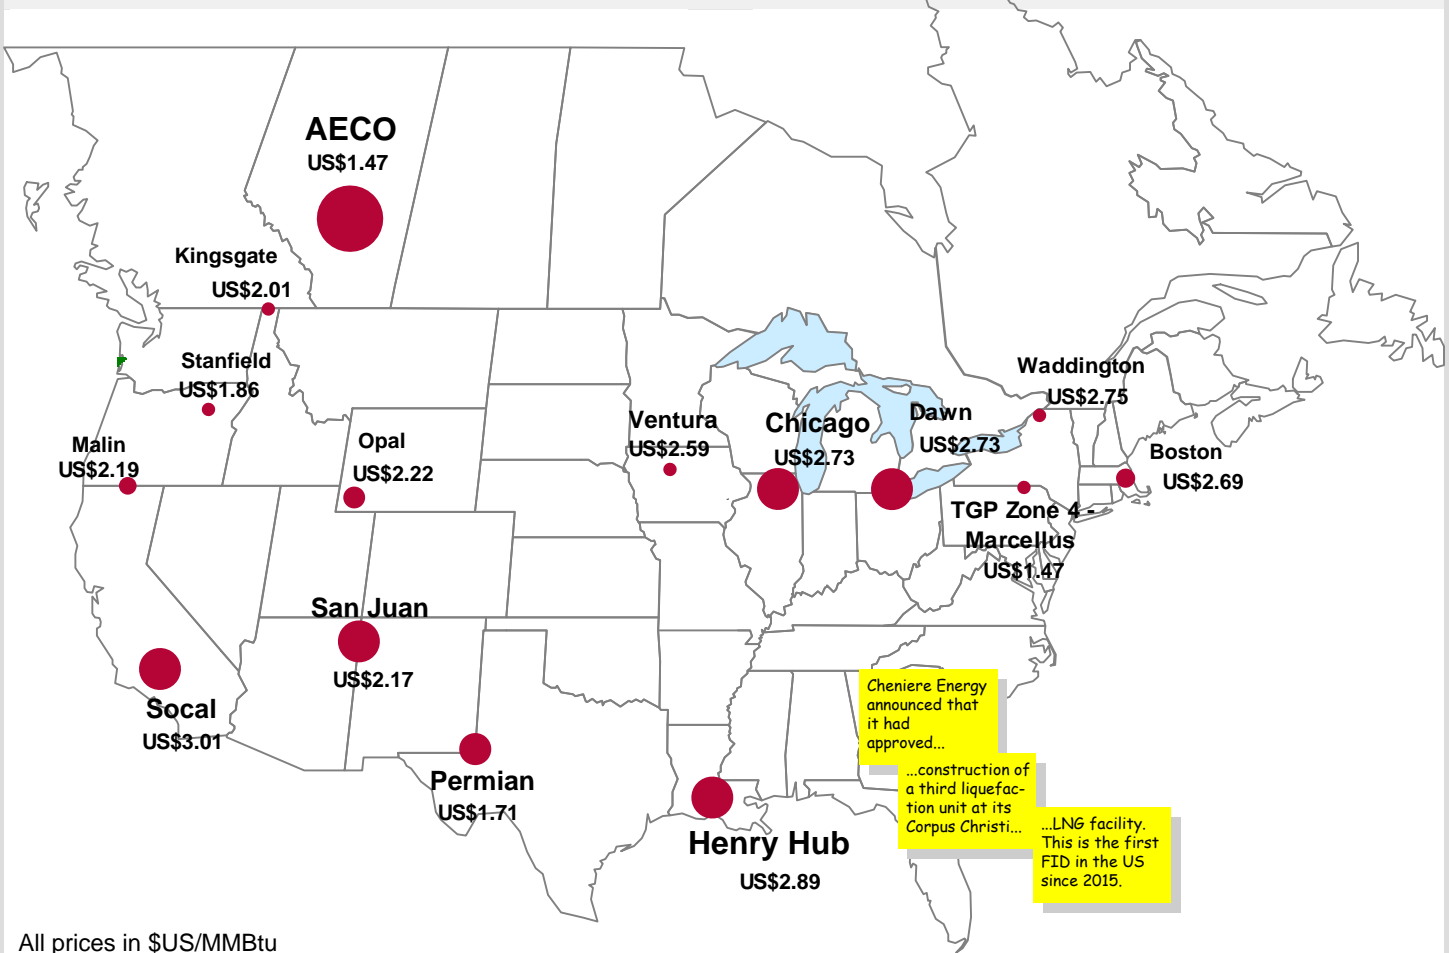 AECO
US$1.47
Kingsgate
US$2.01
Stanfield
US$1.86
Malin
US$2.19
Opal
US$2.22
Ventura
US$2.59
Chicago
US$2.73
Dawn
US$2.73
Waddington
US$2.75
Boston
US$2.69
TGP Zone 4 -
Marcellus
US$1.47
San Juan
US$2.17
Socal
US$3.01
Permian
US$1.71
Henry Hub
US$2.89
Cheniere Energy
announced that
it had
approved...
...construction of
a third liquefac-
tion unit at its
Corpus Christi...
...LNG facility.
This is the first
FID in the US
since 2015.
All prices in $US/MMBtu